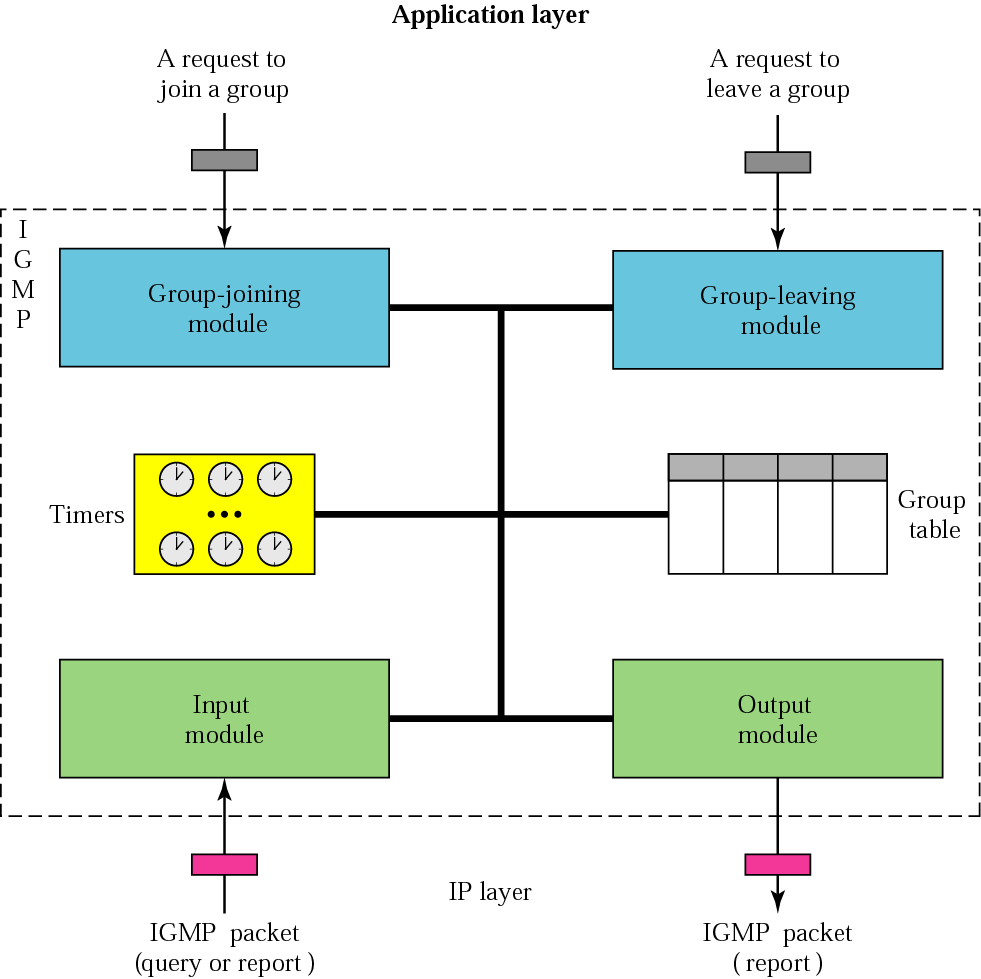 Application layer
A request to
join a group
A request to
leave a group
I
G
M
P
Group-joining
module
Group-leaving
module
Timers
Group
table
Input
module
Output
module
IP layer
IGMP packet
(query or report )
IGMP packet
( report )